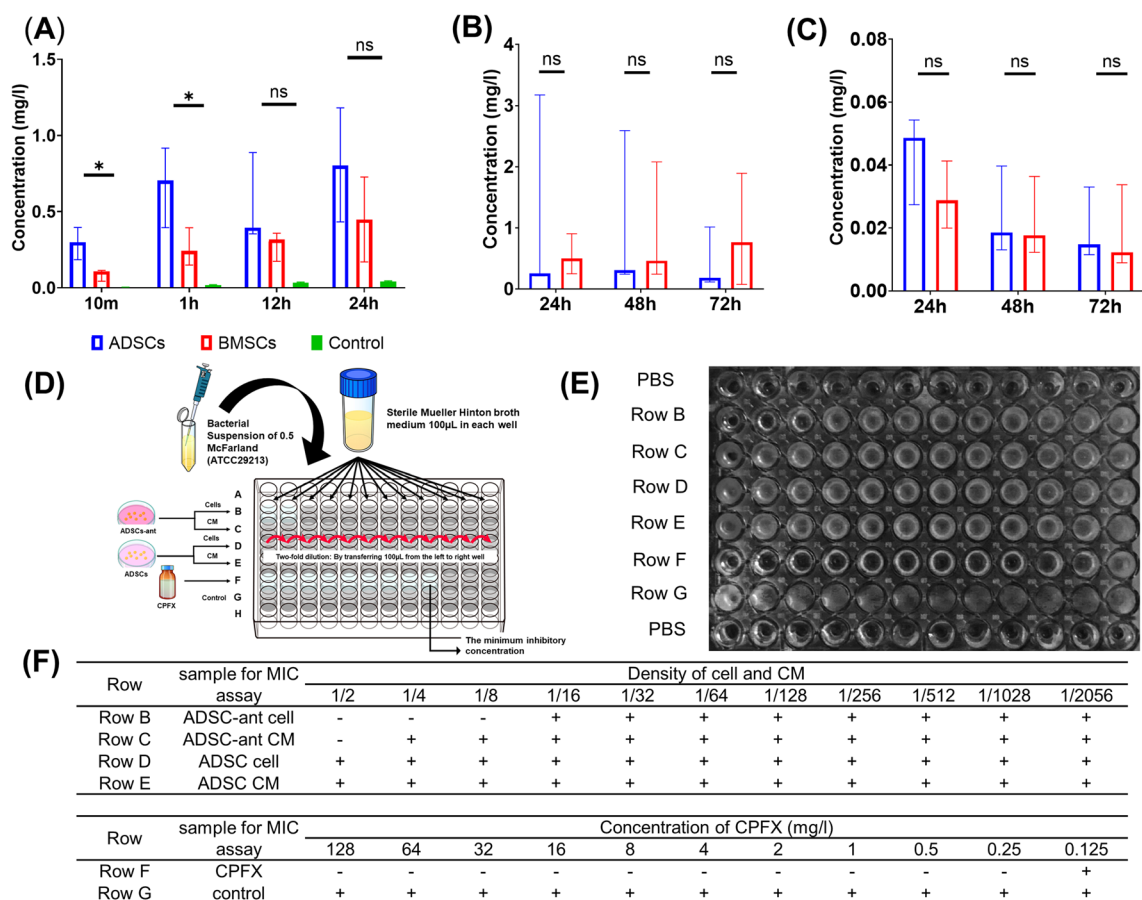 (A)
Concentration (mg/l)
1.5
1.0
0.5
0.0
*
*
ns
ns
10m
1h
12h
24h
(B)
Concentration (mg/l)
4
3
2
1
0
ns
ns
ns
24h
48h
72h
(C)
Concentration (mg/l)
0.08
0.06
0.04
0.02
0.00
ns
ns
ns
24h
48h
72h
ADSCs
BMSCs
Control
(D)
Bacterial
Suspension of 0.5
McFarland
(ATCC29213)
Sterile Mueller Hinton broth
medium 100µL in each well
A
B
C
D
E
F
G
H
ADSCs-ant
Cells
CM
ADSCs
Cells
CM
CPFX
Control
Two-fold dilution: By transferring 100µL from the left to right well
The minimum inhibitory
concentration
(E)
PBS
Row B
Row C
Row D
Row E
Row F
Row G
PBS
(F)
Row sample for MIC assay Density of cell and CM
1/2 1/4 1/8 1/16 1/32 1/64 1/128 1/256 1/512 1/1028 1/2056
Row B ADSC-ant cell - - - + + + + + + + +
Row C ADSC-ant CM - + + + + + + + + + +
Row D ADSC cell + + + + + + + + + + +
Row E ADSC CM + + + + + + + + + + +
Row sample for MIC assay Concentration of CPFX (mg/l)
128 64 32 16 8 4 2 1 0.5 0.25 0.125
Row F CPFX - - - - - - - - - - +
Row G control + + + + + + + + + + +